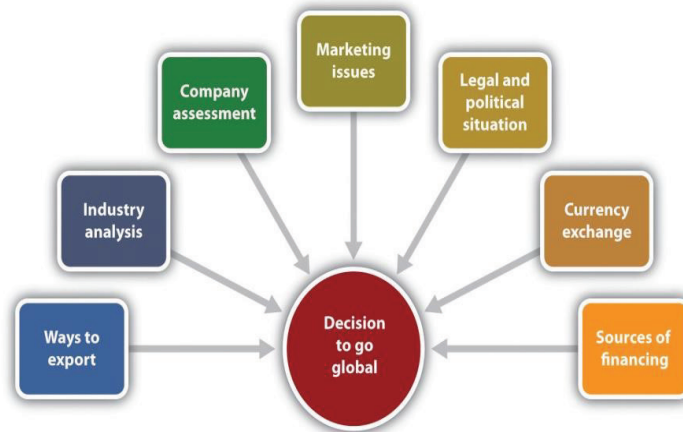 Marketing
issues
Company
assessment
Legal and
political
situation
Industry
analysis
Currency
exchange
Ways to
export
Decision
to go
global
Sources of
financing